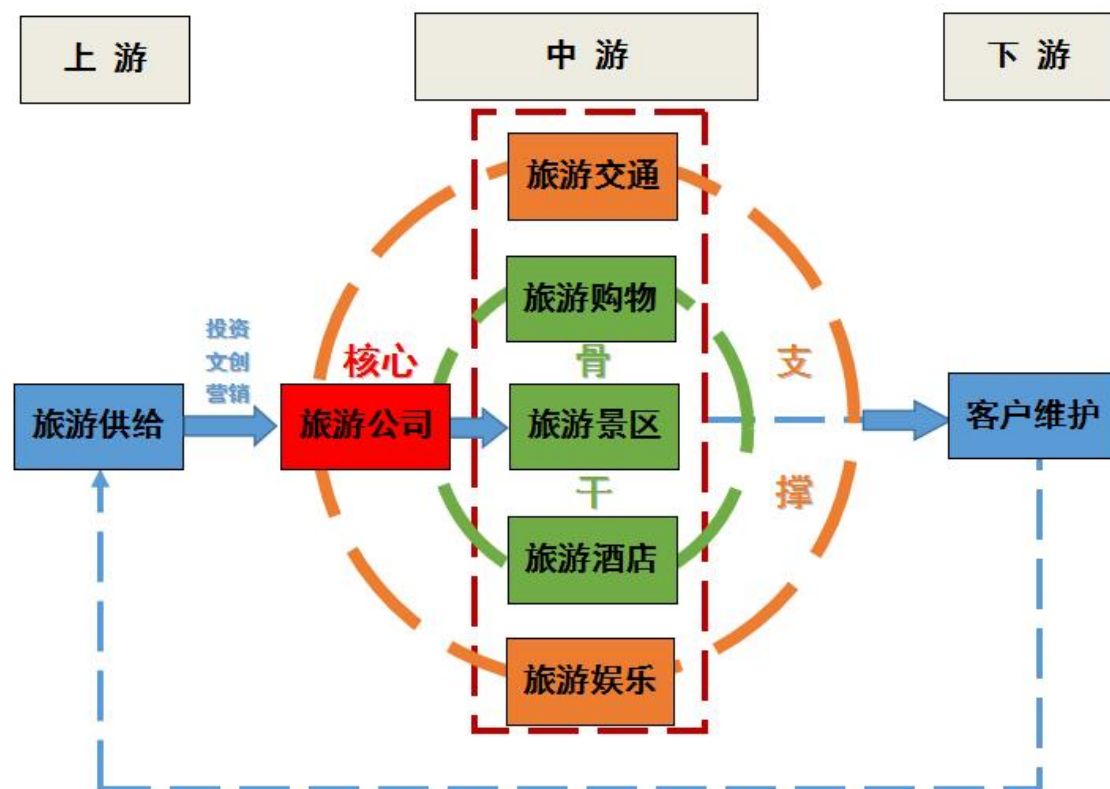 上 游
中 游
下 游
旅游交通
旅游购物
投资
文创
营销
核心
骨
支
旅游供给
旅游公司
旅游景区
客户维护
干
撑
旅游酒店
旅游娱乐